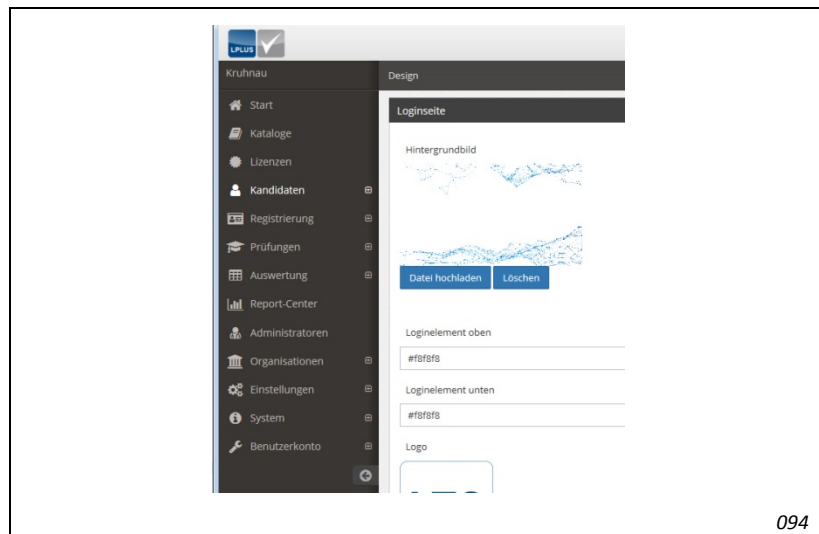 LPLUS
Kruhnau
Start
Kataloge
Lizenzen
Kandidaten
Registrierung
Prüfungen
Auswertung
Report-Center
Administratoren
Organisationen
Einstellungen
System
Benutzerkonto
Design
Loginseite
Hintergrundbild
Datei hochladen Löschen
Loginelement oben
#f8f8f8
Loginelement unten
#f8f8f8
Logo
094